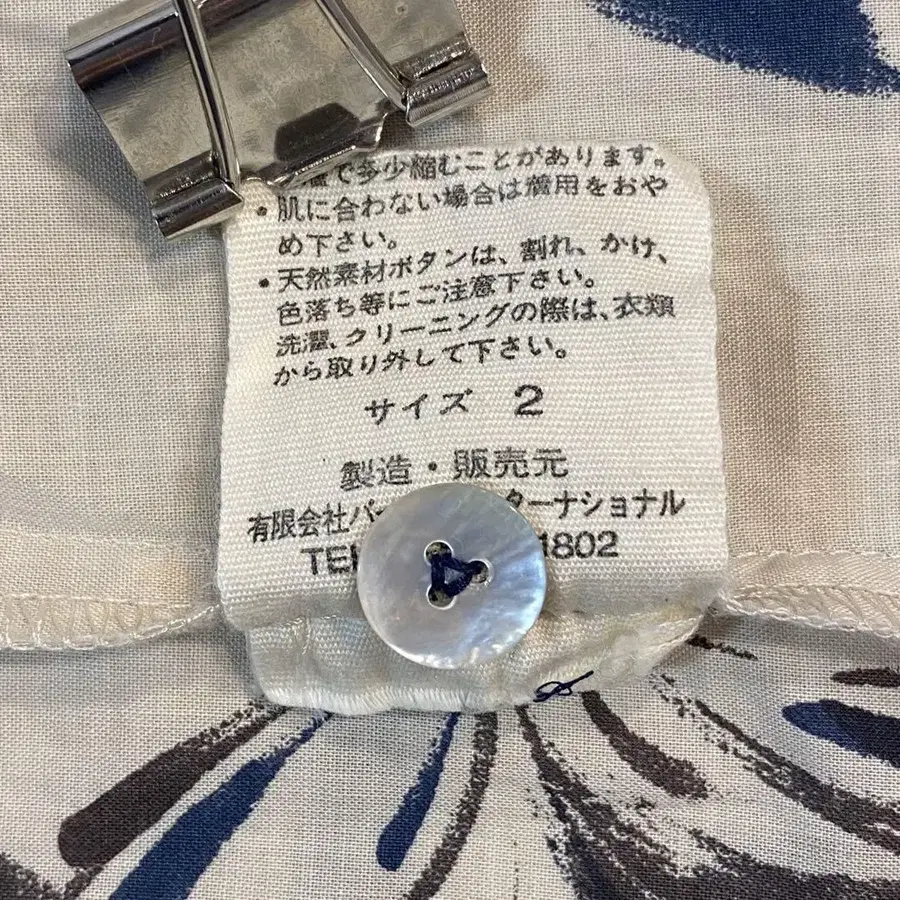 で多少縮むことがあります。
・肌に合わない場合は着用をおや
め下さい。
・天然素材ボタンは、割れ、かけ、
色落ち等にご注意下さい。
洗濯、クリーニングの際は、衣類
から取り外して下さい。
サイズ 2
製造・販売元
有限会社パ ターナショナル
TEL 1802